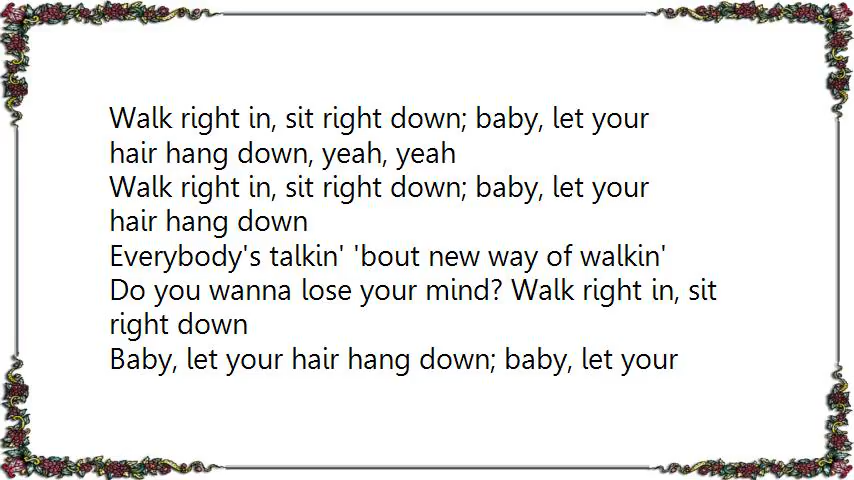 Walk right in, sit right down; baby, let your
hair hang down, yeah, yeah
Walk right in, sit right down; baby, let your
hair hang down
Everybody's talkin' 'bout new way of walkin'
Do you wanna lose your mind? Walk right in, sit
right down
Baby, let your hair hang down; baby, let your